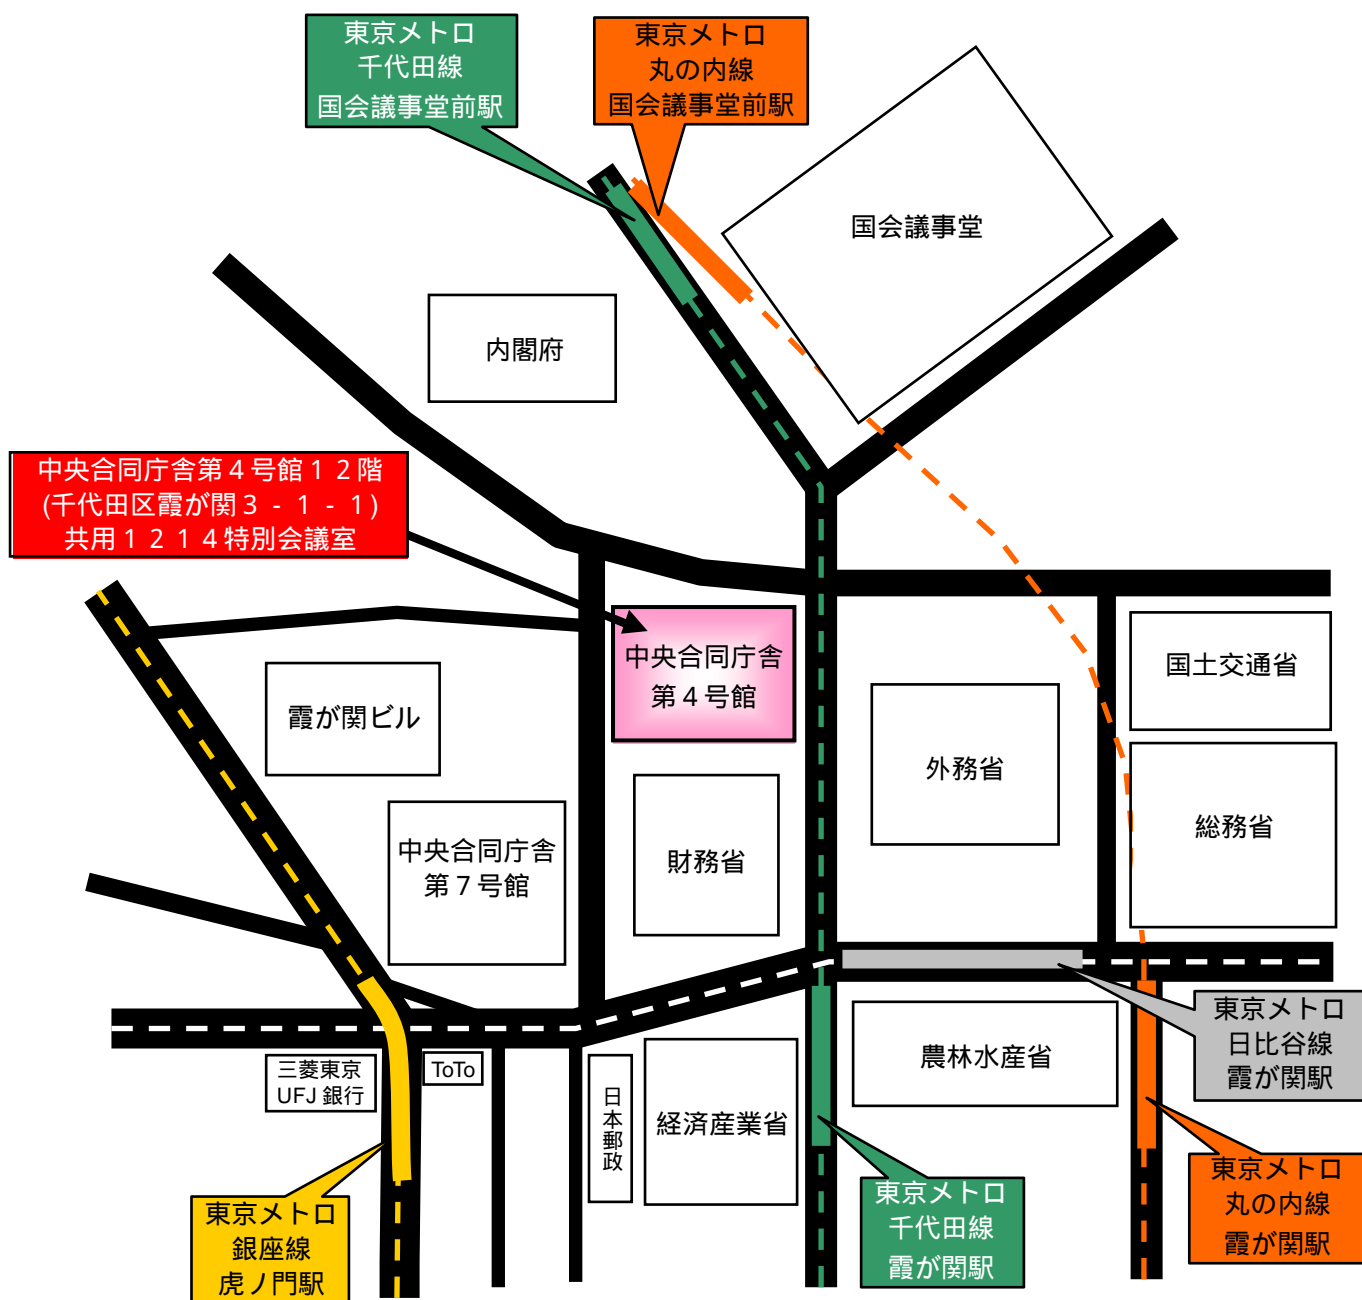 東京メトロ
千代田線
国会議事堂前駅
東京メトロ
丸の内線
国会議事堂前駅
国会議事堂
内閣府
中央合同庁舎第4号館12階
(千代田区霞が関3-1-1)
共用1214特別会議室
中央合同庁舎
第4号館
国土交通省
霞が関ビル
外務省
総務省
中央合同庁舎
第7号館
財務省
東京メトロ
日比谷線
霞が関駅
農林水産省
三菱東京
UFJ銀行
ToTo
日本郵政
経済産業省
東京メトロ
銀座線
虎ノ門駅
東京メトロ
千代田線
霞が関駅
東京メトロ
丸の内線
霞が関駅